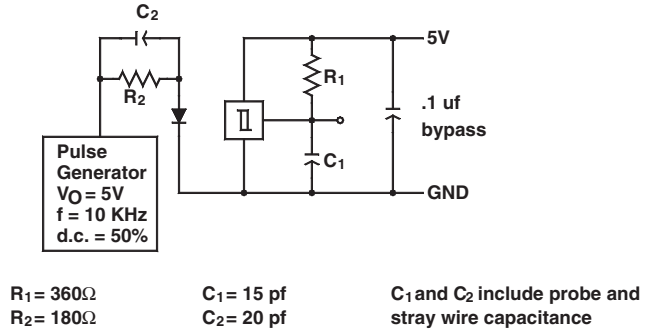 C2
5V
R1
R2
.1 uf
bypass
C1
Pulse
Generator
VO = 5V
f = 10 KHz
d.c. = 50%
GND
R1 = 360Ω
C1 = 15 pf
C1 and C2 include probe and
R2 = 180Ω
C2 = 20 pf
stray wire capacitance